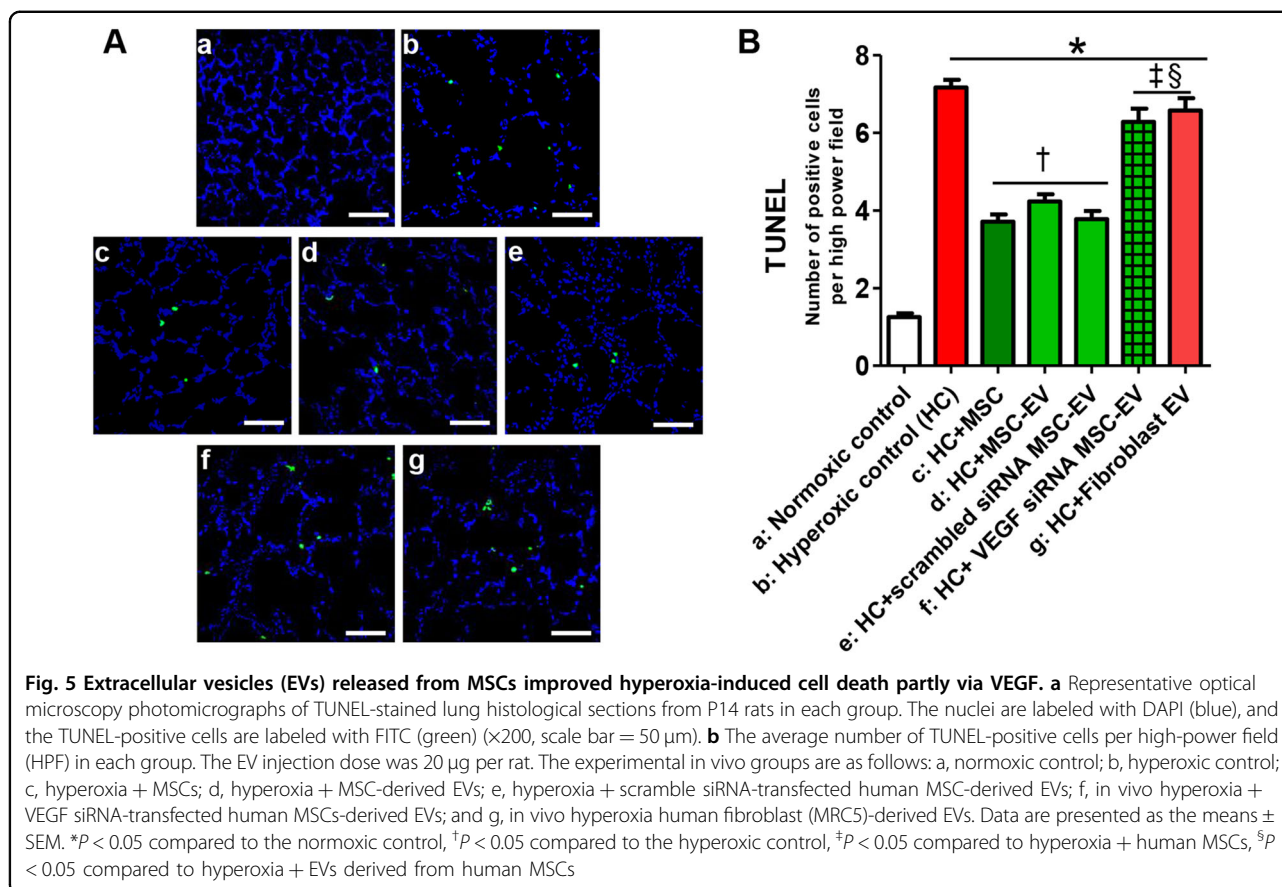 A
a
b
c
d
e
f
g
B
TUNEL
Number of positive cells
per high power field
8
6
4
2
0
*
‡ §
†
a: Normoxic control
b: Hyperoxic control (HC)
c: HC+MSC
d: HC+MSC-EV
e: HC+scrambled siRNA MSC-EV
f: HC+ VEGF siRNA MSC-EV
g: HC+Fibroblast EV
Fig. 5 Extracellular vesicles (EVs) released from MSCs improved hyperoxia-induced cell death partly via VEGF. a Representative optical
microscopy photomicrographs of TUNEL-stained lung histological sections from P14 rats in each group. The nuclei are labeled with DAPI (blue), and
the TUNEL-positive cells are labeled with FITC (green) (×200, scale bar = 50 μm). b The average number of TUNEL-positive cells per high-power field
(HPF) in each group. The EV injection dose was 20 μg per rat. The experimental in vivo groups are as follows: a, normoxic control; b, hyperoxic control;
c, hyperoxia + MSCs; d, hyperoxia + MSC-derived EVs; e, hyperoxia + scramble siRNA-transfected human MSC-derived EVs; f, in vivo hyperoxia +
VEGF siRNA-transfected human MSCs-derived EVs; and g, in vivo hyperoxia human fibroblast (MRC5)-derived EVs. Data are presented as the means ±
SEM. *P < 0.05 compared to the normoxic control, †P < 0.05 compared to the hyperoxic control, ‡P < 0.05 compared to hyperoxia + human MSCs, §P
< 0.05 compared to hyperoxia + EVs derived from human MSCs